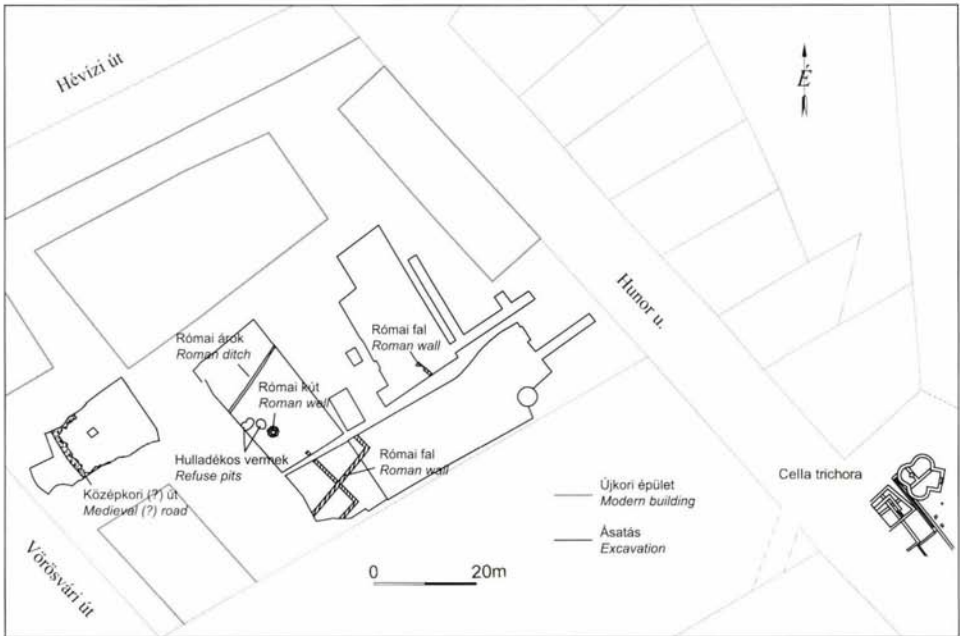 Hévízi út
É
Hunor u.
Római fal
Roman wall
Római árok
Roman ditch
Római kút
Roman well
Hulladékos vermek
Refuse pits
Római fal
Roman wall
Középkori (?) út
Medieval (?) road
Vörösvári út
Cella trichora
Újkori épület
Modern building
Ásatás
Excavation
0 20m